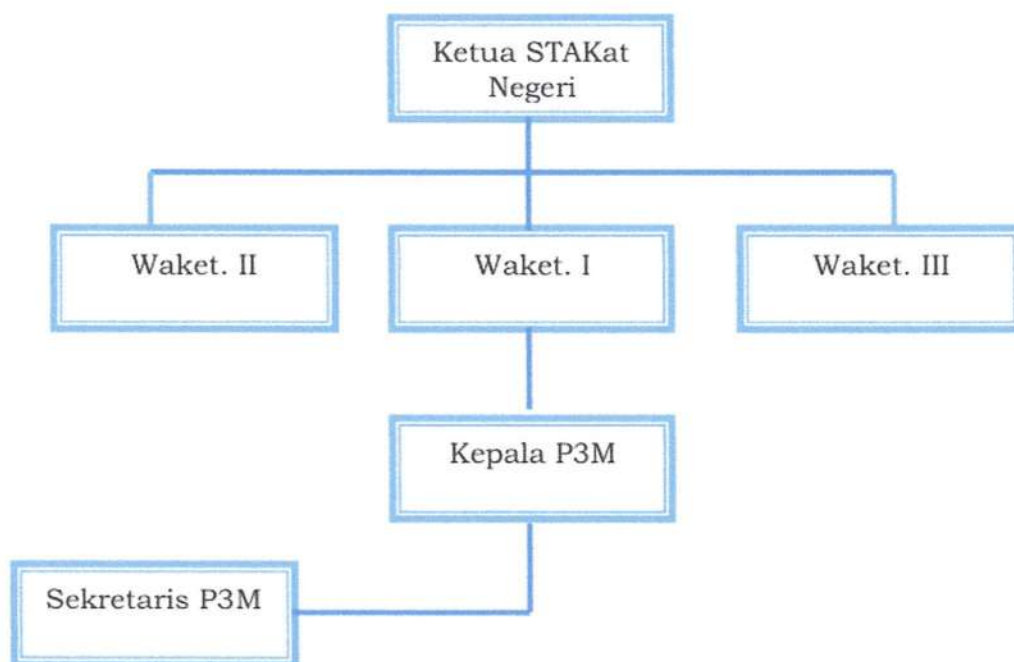 Ketua STAKat
Negeri
Waket. II
Waket. I
Waket. III
Kepala P3M
Sekretaris P3M